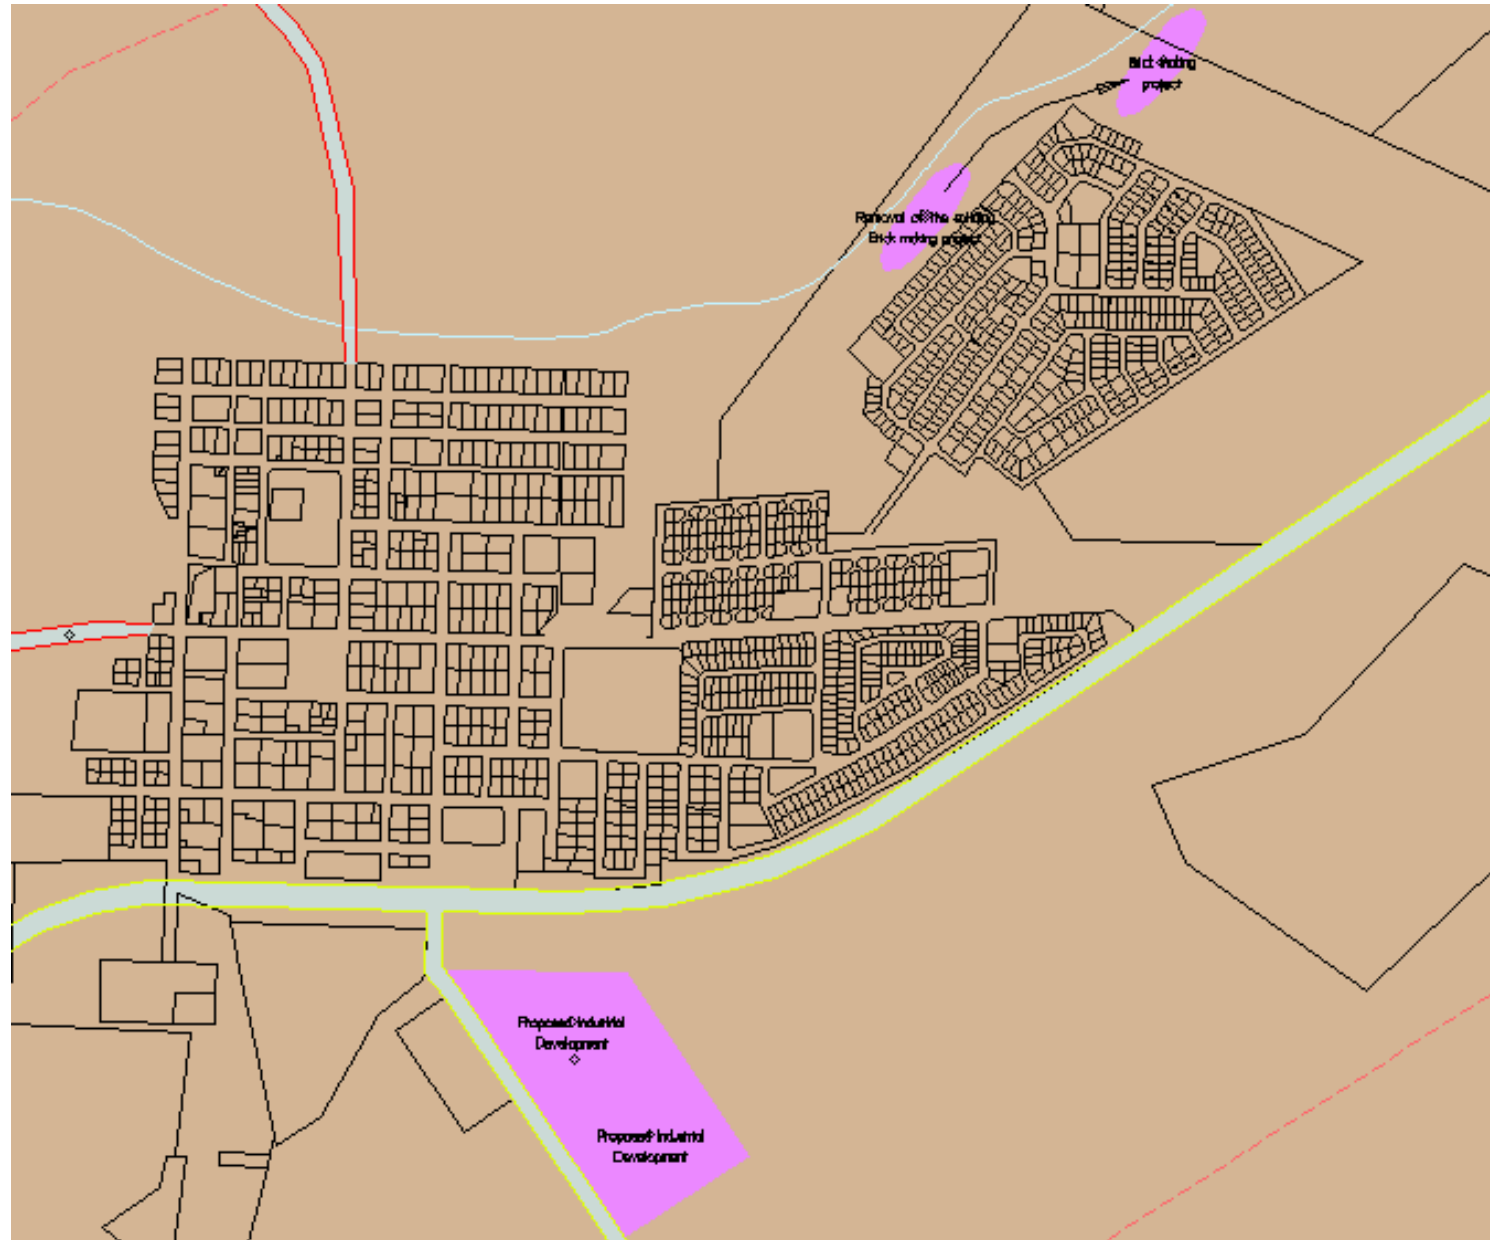 Brick Making
project
Removal of the existing
Brick making project
Proposed Industrial
Development
Proposed Industrial
Development